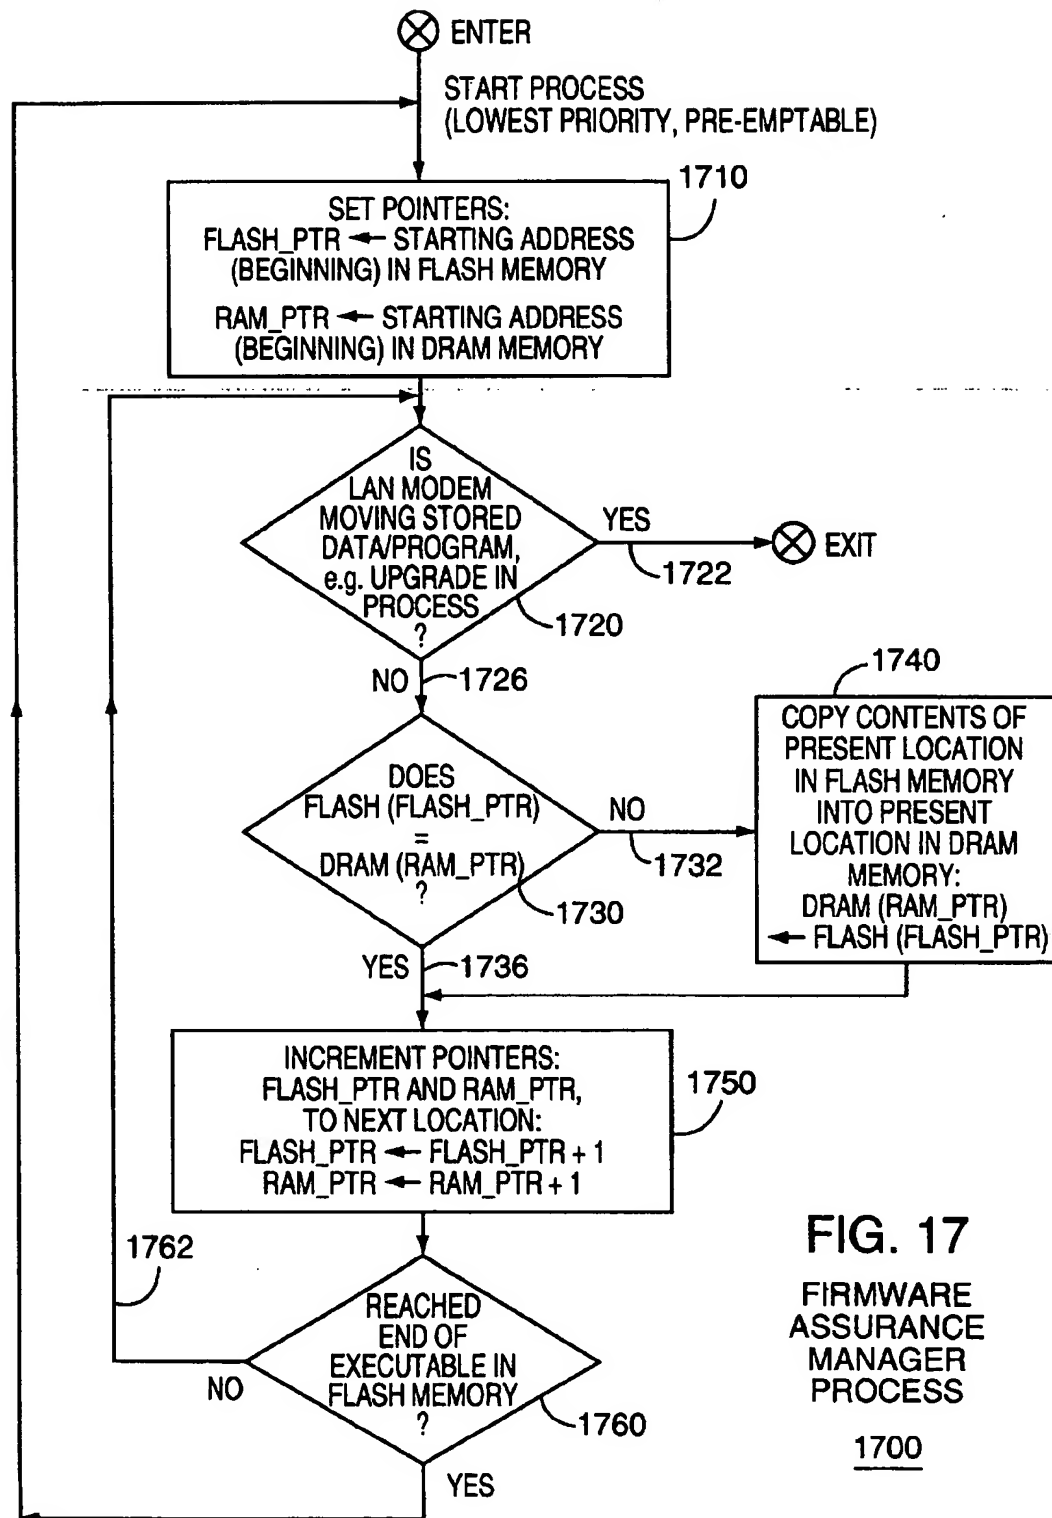 ENTER
START PROCESS
(LOWEST PRIORITY, PRE-EMPTABLE)
1710
SET POINTERS:
FLASH_PTR ← STARTING ADDRESS
(BEGINNING) IN FLASH MEMORY
RAM_PTR ← STARTING ADDRESS
(BEGINNING) IN DRAM MEMORY
IS
LAN MODEM
MOVING STORED
DATA/PROGRAM,
e.g. UPGRADE IN
PROCESS
?
1720
YES
1722
EXIT
NO
1726
DOES
FLASH (FLASH_PTR)
=
DRAM (RAM_PTR)
?
1730
NO
1732
1740
COPY CONTENTS OF
PRESENT LOCATION
IN FLASH MEMORY
INTO PRESENT
LOCATION IN DRAM
MEMORY:
DRAM (RAM_PTR)
← FLASH (FLASH_PTR)
YES
1736
INCREMENT POINTERS:
FLASH_PTR AND RAM_PTR,
TO NEXT LOCATION:
FLASH_PTR ← FLASH_PTR + 1
RAM_PTR ← RAM_PTR + 1
1750
1762
REACHED
END OF
EXECUTABLE IN
FLASH MEMORY
?
1760
NO
YES
FIG. 17
FIRMWARE
ASSURANCE
MANAGER
PROCESS
1700